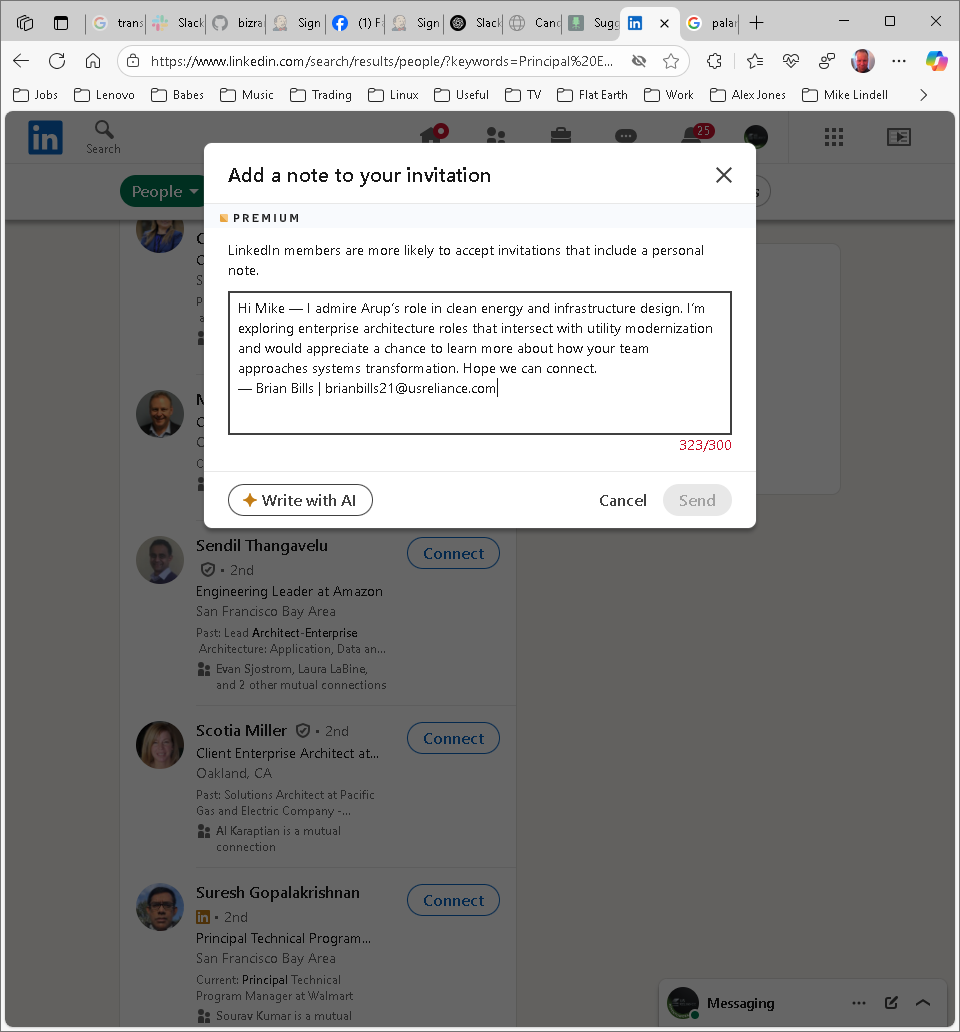 trans
Slack
bizra
Sign
(1) F
Sign
Slack
Canc
Sugg
in
palar
https://www.linkedin.com/search/results/people/?keywords=Principal%20E...
Jobs
Lenovo
Babes
Music
Trading
Linux
Useful
TV
Flat Earth
Work
Alex Jones
Mike Lindell
in
Search
25
People
Add a note to your invitation
PREMIUM
LinkedIn members are more likely to accept invitations that include a personal
note.
Hi Mike — I admire Arup’s role in clean energy and infrastructure design. I’m
exploring enterprise architecture roles that intersect with utility modernization
and would appreciate a chance to learn more about how your team
approaches systems transformation. Hope we can connect.
— Brian Bills | brianbills21@usreliance.com
323/300
Write with AI
Cancel
Send
Sendil Thangavelu
• 2nd
Connect
Engineering Leader at Amazon
San Francisco Bay Area
Past: Lead Architect-Enterprise
Architecture: Application, Data an...
Evan Sjostrom, Laura LaBine,
and 2 other mutual connections
Scotia Miller • 2nd
Connect
Client Enterprise Architect at...
Oakland, CA
Past: Solutions Architect at Pacific
Gas and Electric Company -...
Al Karaptian is a mutual
connection
Suresh Gopalakrishnan
in • 2nd
Connect
Principal Technical Program...
San Francisco Bay Area
Current: Principal Technical
Program Manager at Walmart
Sourav Kumar is a mutual
Messaging